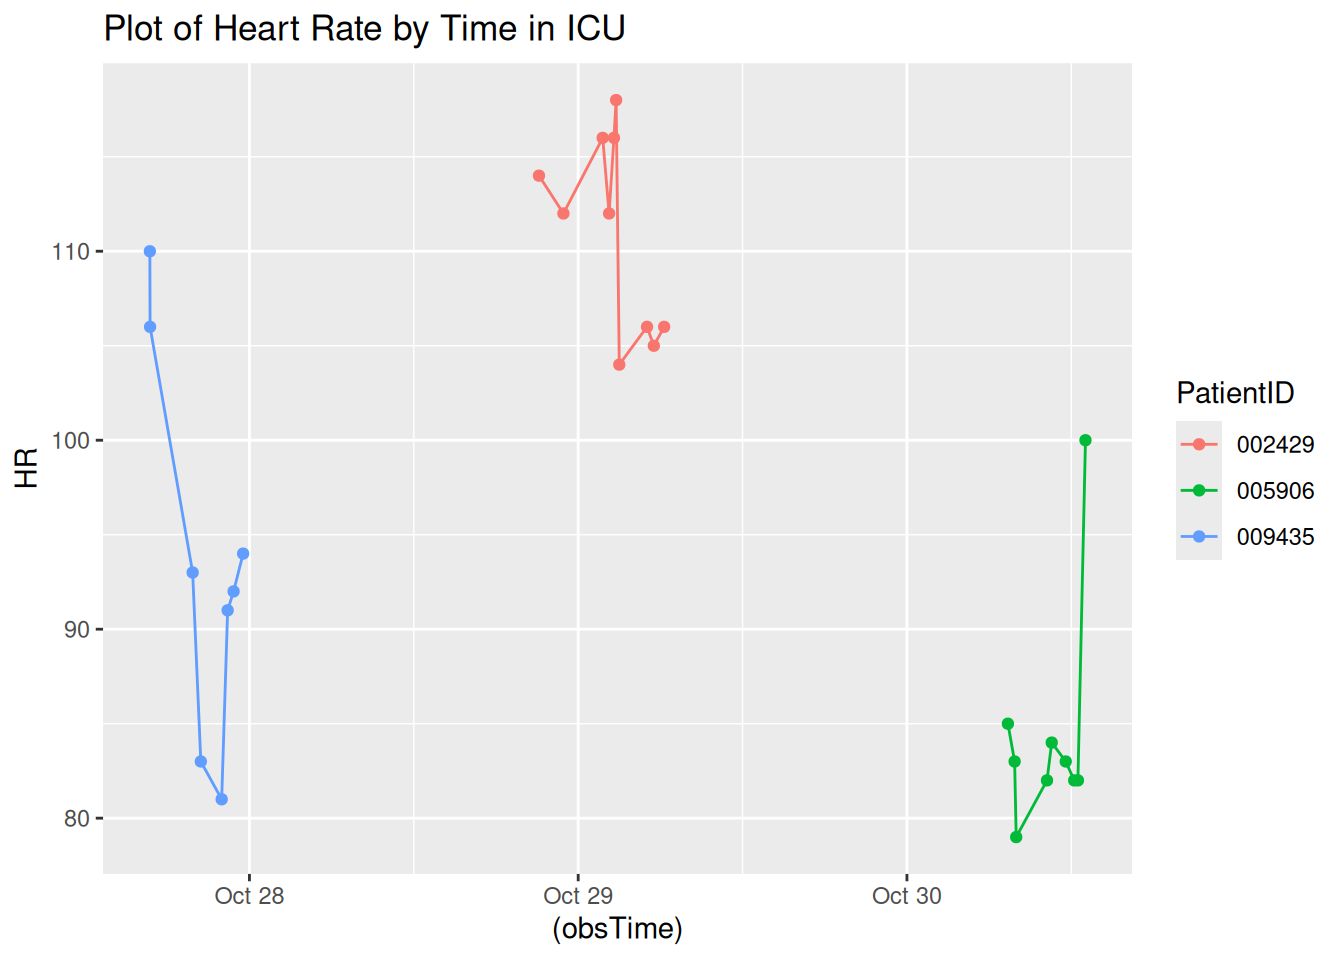 Plot of Heart Rate by Time in ICU
HR
110
100
90
80
Oct 28
Oct 29
Oct 30
(obsTime)
PatientID
002429
005906
009435